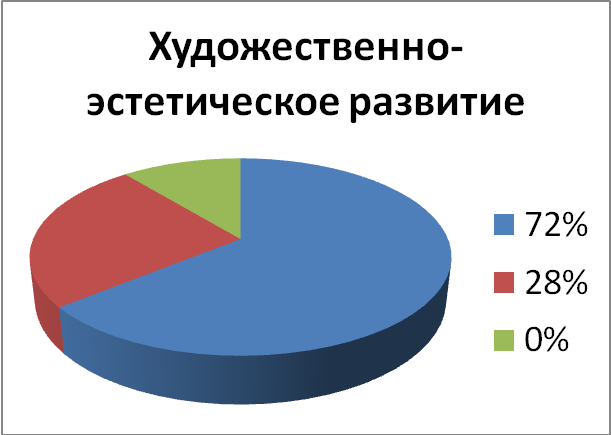 Художественно-
эстетическое развитие
72%
28%
0%